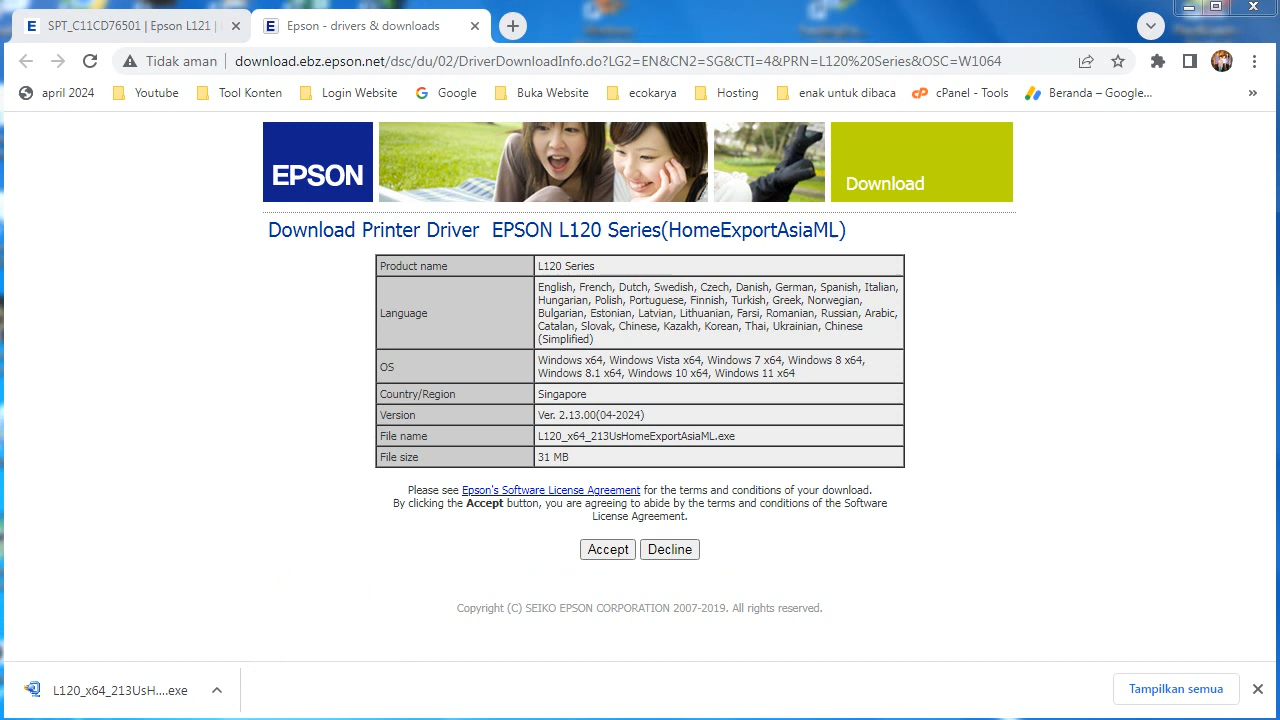 SPT_C11CD76501 | Epson L121 |
Epson - drivers & downloads
Tidak aman
download.ebz.epson.net/dsc/du/02/DriverDownloadInfo.do?LG2=EN&CN2=SG&CTI=4&PRN=L120%20Series&OSC=W1064
april 2024
Youtube
Tool Konten
Login Website
Google
Buka Website
ecokarya
Hosting
enak untuk dibaca
cPanel - Tools
Beranda – Google...
»
EPSON
Download
Download Printer Driver EPSON L120 Series(HomeExportAsiaML)
Product name
L120 Series
Language
English, French, Dutch, Swedish, Czech, Danish, German, Spanish, Italian,
Hungarian, Polish, Portuguese, Finnish, Turkish, Greek, Norwegian,
Bulgarian, Estonian, Latvian, Lithuanian, Farsi, Romanian, Russian, Arabic,
Catalan, Slovak, Chinese, Kazakh, Korean, Thai, Ukrainian, Chinese
(Simplified)
OS
Windows x64, Windows Vista x64, Windows 7 x64, Windows 8 x64,
Windows 8.1 x64, Windows 10 x64, Windows 11 x64
Country/Region
Singapore
Version
Ver. 2.13.00(04-2024)
File name
L120_x64_213UsHomeExportAsiaML.exe
File size
31 MB
Please see Epson's Software License Agreement for the terms and conditions of your download.
By clicking the Accept button, you are agreeing to abide by the terms and conditions of the Software
License Agreement.
Accept
Decline
Copyright (C) SEIKO EPSON CORPORATION 2007-2019. All rights reserved.
L120_x64_213UsH....exe
Tampilkan semua